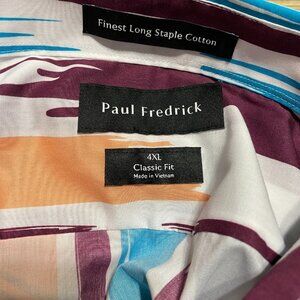 Finest Long Staple Cotton
Paul Fredrick
4XL
Classic Fit
Made in Vietnam